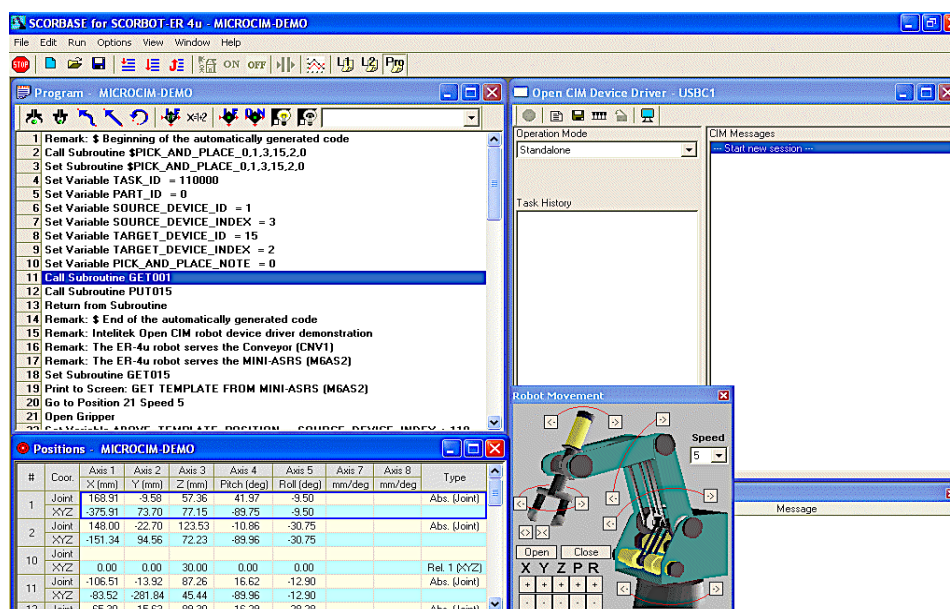 SCORBASE for SCORBOT-ER 4u - MICROCIM-DEMO
File Edit Run Options View Window Help
STOP ON OFF L1 L2 Prg
Program - MICROCIM-DEMO
1 Remark: $ Beginning of the automatically generated code
2 Call Subroutine $PICK_AND_PLACE_0,1,3,15,2,0
3 Set Subroutine $PICK_AND_PLACE_0,1,3,15,2,0
4 Set Variable TASK_ID = 110000
5 Set Variable PART_ID = 0
6 Set Variable SOURCE_DEVICE_ID = 1
7 Set Variable SOURCE_DEVICE_INDEX = 3
8 Set Variable TARGET_DEVICE_ID = 15
9 Set Variable TARGET_DEVICE_INDEX = 2
10 Set Variable PICK_AND_PLACE_NOTE = 0
11 Call Subroutine GET001
12 Call Subroutine PUT015
13 Return from Subroutine
14 Remark: $ End of the automatically generated code
15 Remark: Intelitek Open CIM robot device driver demonstration
16 Remark: The ER-4u robot serves the Conveyor (CNV1)
17 Remark: The ER-4u robot serves the MINI-ASRS (M6AS2)
18 Set Subroutine GET015
19 Print to Screen: GET TEMPLATE FROM MINI-ASRS (M6AS2)
20 Go to Position 21 Speed 5
21 Open Gripper
22 Set Variable ABOVE_TEMPLATE_POSITION = SOURCE_DEVICE_INDEX + 110
Open CIM Device Driver - USBC1
Operation Mode
Standalone
Task History
CIM Messages
--- Start new session ---
Positions - MICROCIM-DEMO
# Coor. Axis 1 Axis 2 Axis 3 Axis 4 Axis 5 Axis 7 Axis 8 Type
X (mm) Y (mm) Z (mm) Pitch (deg) Roll (deg) mm/deg mm/deg
1 Joint 168.91 -9.58 57.36 41.97 -9.50 Abs. (Joint)
XYZ -375.91 73.70 77.15 -89.75 -9.50
2 Joint 148.00 -22.70 123.53 -10.86 -30.75 Abs. (Joint)
XYZ -151.34 94.56 72.23 -89.96 -30.75
10 Joint
XYZ 0.00 0.00 30.00 0.00 0.00 Rel. 1 (XYZ)
11 Joint -106.51 -13.92 87.26 16.62 -12.90 Abs. (Joint)
XYZ -83.52 -281.84 45.44 -89.96 -12.90
12 Joint
Robot Movement
Speed
5
Open Close
X Y Z P R
+ + + + +
- - - - -
Message